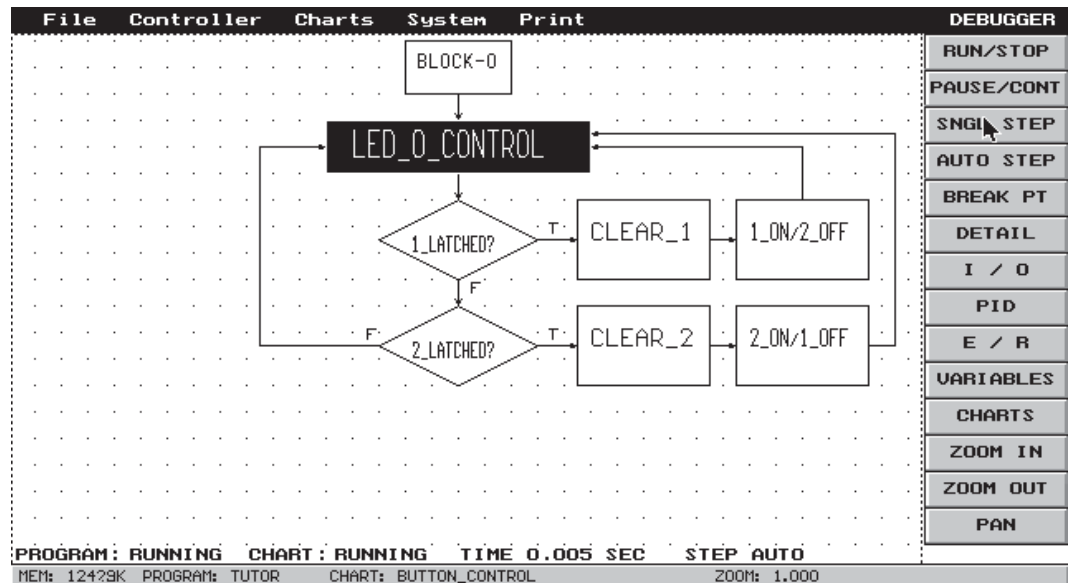 File Controller Charts System Print DEBUGGER
BLOCK-0
LED_0_CONTROL
1_LATCHED?
T
CLEAR_1
1_ON/2_OFF
F
2_LATCHED?
F
T
CLEAR_2
2_ON/1_OFF
RUN/STOP
PAUSE/CONT
SNGL STEP
AUTO STEP
BREAK PT
DETAIL
I / O
PID
E / R
VARIABLES
CHARTS
ZOOM IN
ZOOM OUT
PAN
PROGRAM: RUNNING CHART: RUNNING TIME 0.005 SEC STEP AUTO
MEM: 12429K PROGRAM: TUTOR CHART: BUTTON_CONTROL ZOOM: 1.000